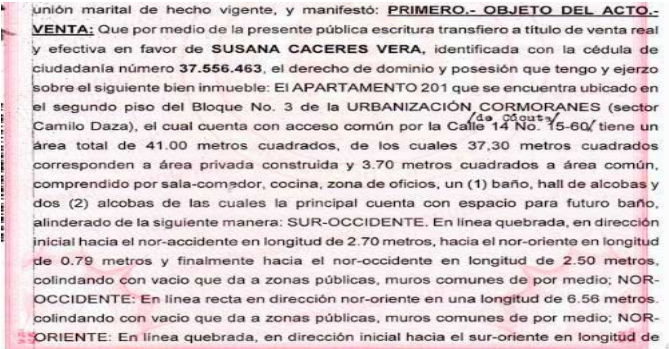 unión marital de hecho vigente, y manifestó: PRIMERO.- OBJETO DEL ACTO.-
VENTA: Que por medio de la presente pública escritura transfiero a título de venta real
y efectiva en favor de SUSANA CACERES VERA, identificada con la cédula de
ciudadanía número 37.556.463, el derecho de dominio y posesión que tengo y ejerzo
sobre el siguiente bien inmueble: El APARTAMENTO 201 que se encuentra ubicado en
el segundo piso del Bloque No. 3 de la URBANIZACIÓN CORMORANES (sector
/de Cúcuta/
Camilo Daza), el cual cuenta con acceso común por la Calle 14 No. 15-60/ tiene un
área total de 41.00 metros cuadrados, de los cuales 37,30 metros cuadrados
corresponden a área privada construida y 3.70 metros cuadrados a área común,
comprendido por sala-comedor, cocina, zona de oficios, un (1) baño, hall de alcobas y
dos (2) alcobas de las cuales la principal cuenta con espacio para futuro baño,
alinderado de la siguiente manera: SUR-OCCIDENTE. En línea quebrada, en dirección
inicial hacia el nor-accidente en longitud de 2.70 metros, hacia el nor-oriente en longitud
de 0.79 metros y finalmente hacia el nor-occidente en longitud de 2.50 metros,
colindando con vacio que da a zonas públicas, muros comunes de por medio; NOR-
OCCIDENTE: En línea recta en dirección nor-oriente en una longitud de 6.56 metros.
colindando con vacio que da a zonas públicas, muros comunes de por medio; NOR-
ORIENTE: En línea quebrada, en dirección inicial hacia el sur-oriente en longitud de